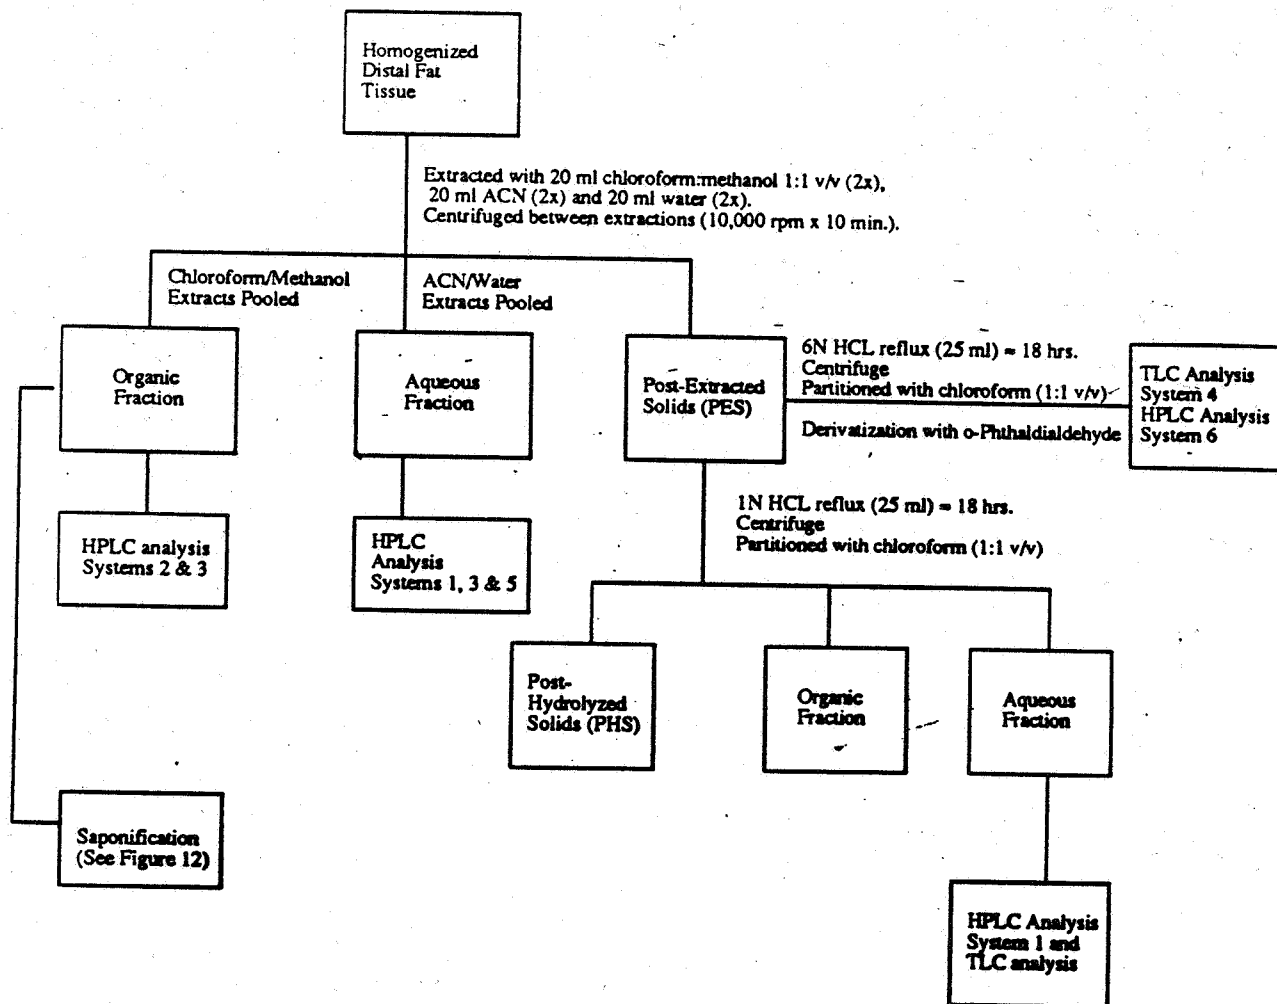 Homogenized
Distal Fat
Tissue
Extracted with 20 ml chloroform:methanol 1:1 v/v (2x),
20 ml ACN (2x) and 20 ml water (2x).
Centrifuged between extractions (10,000 rpm x 10 min.).
Chloroform/Methanol
Extracts Pooled
ACN/Water
Extracts Pooled
Organic
Fraction
Aqueous
Fraction
Post-Extracted
Solids (PES)
6N HCL reflux (25 ml) ≈ 18 hrs.
Centrifuge
Partitioned with chloroform (1:1 v/v)
Derivatization with o-Phthaldialdehyde
TLC Analysis
System 4
HPLC Analysis
System 6
HPLC analysis
Systems 2 & 3
HPLC
Analysis
Systems 1, 3 & 5
1N HCL reflux (25 ml) ≈ 18 hrs.
Centrifuge
Partitioned with chloroform (1:1 v/v)
Post-
Hydrolyzed
Solids (PHS)
Organic
Fraction
Aqueous
Fraction
Saponification
(See Figure 12)
HPLC Analysis
System 1 and
TLC analysis